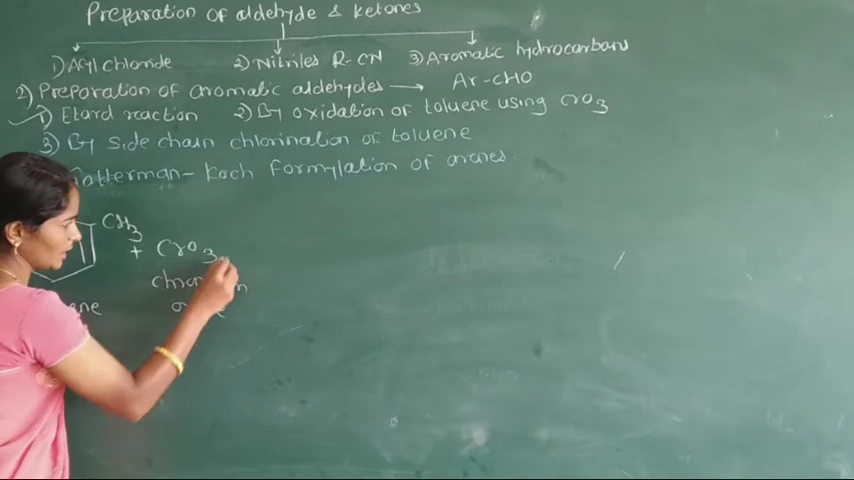 Preparation of aldehyde & ketones
1) Acyl chloride 2) Nitriles R-CN 3) Aromatic hydrocarbons
2) Preparation of aromatic aldehydes → Ar-CHO
1) Etard reaction 2) By oxidation of toluene using CrO3
3) By side chain chlorination of toluene
Gatterman-Koch formylation of arenes.
CH3
+ CrO3